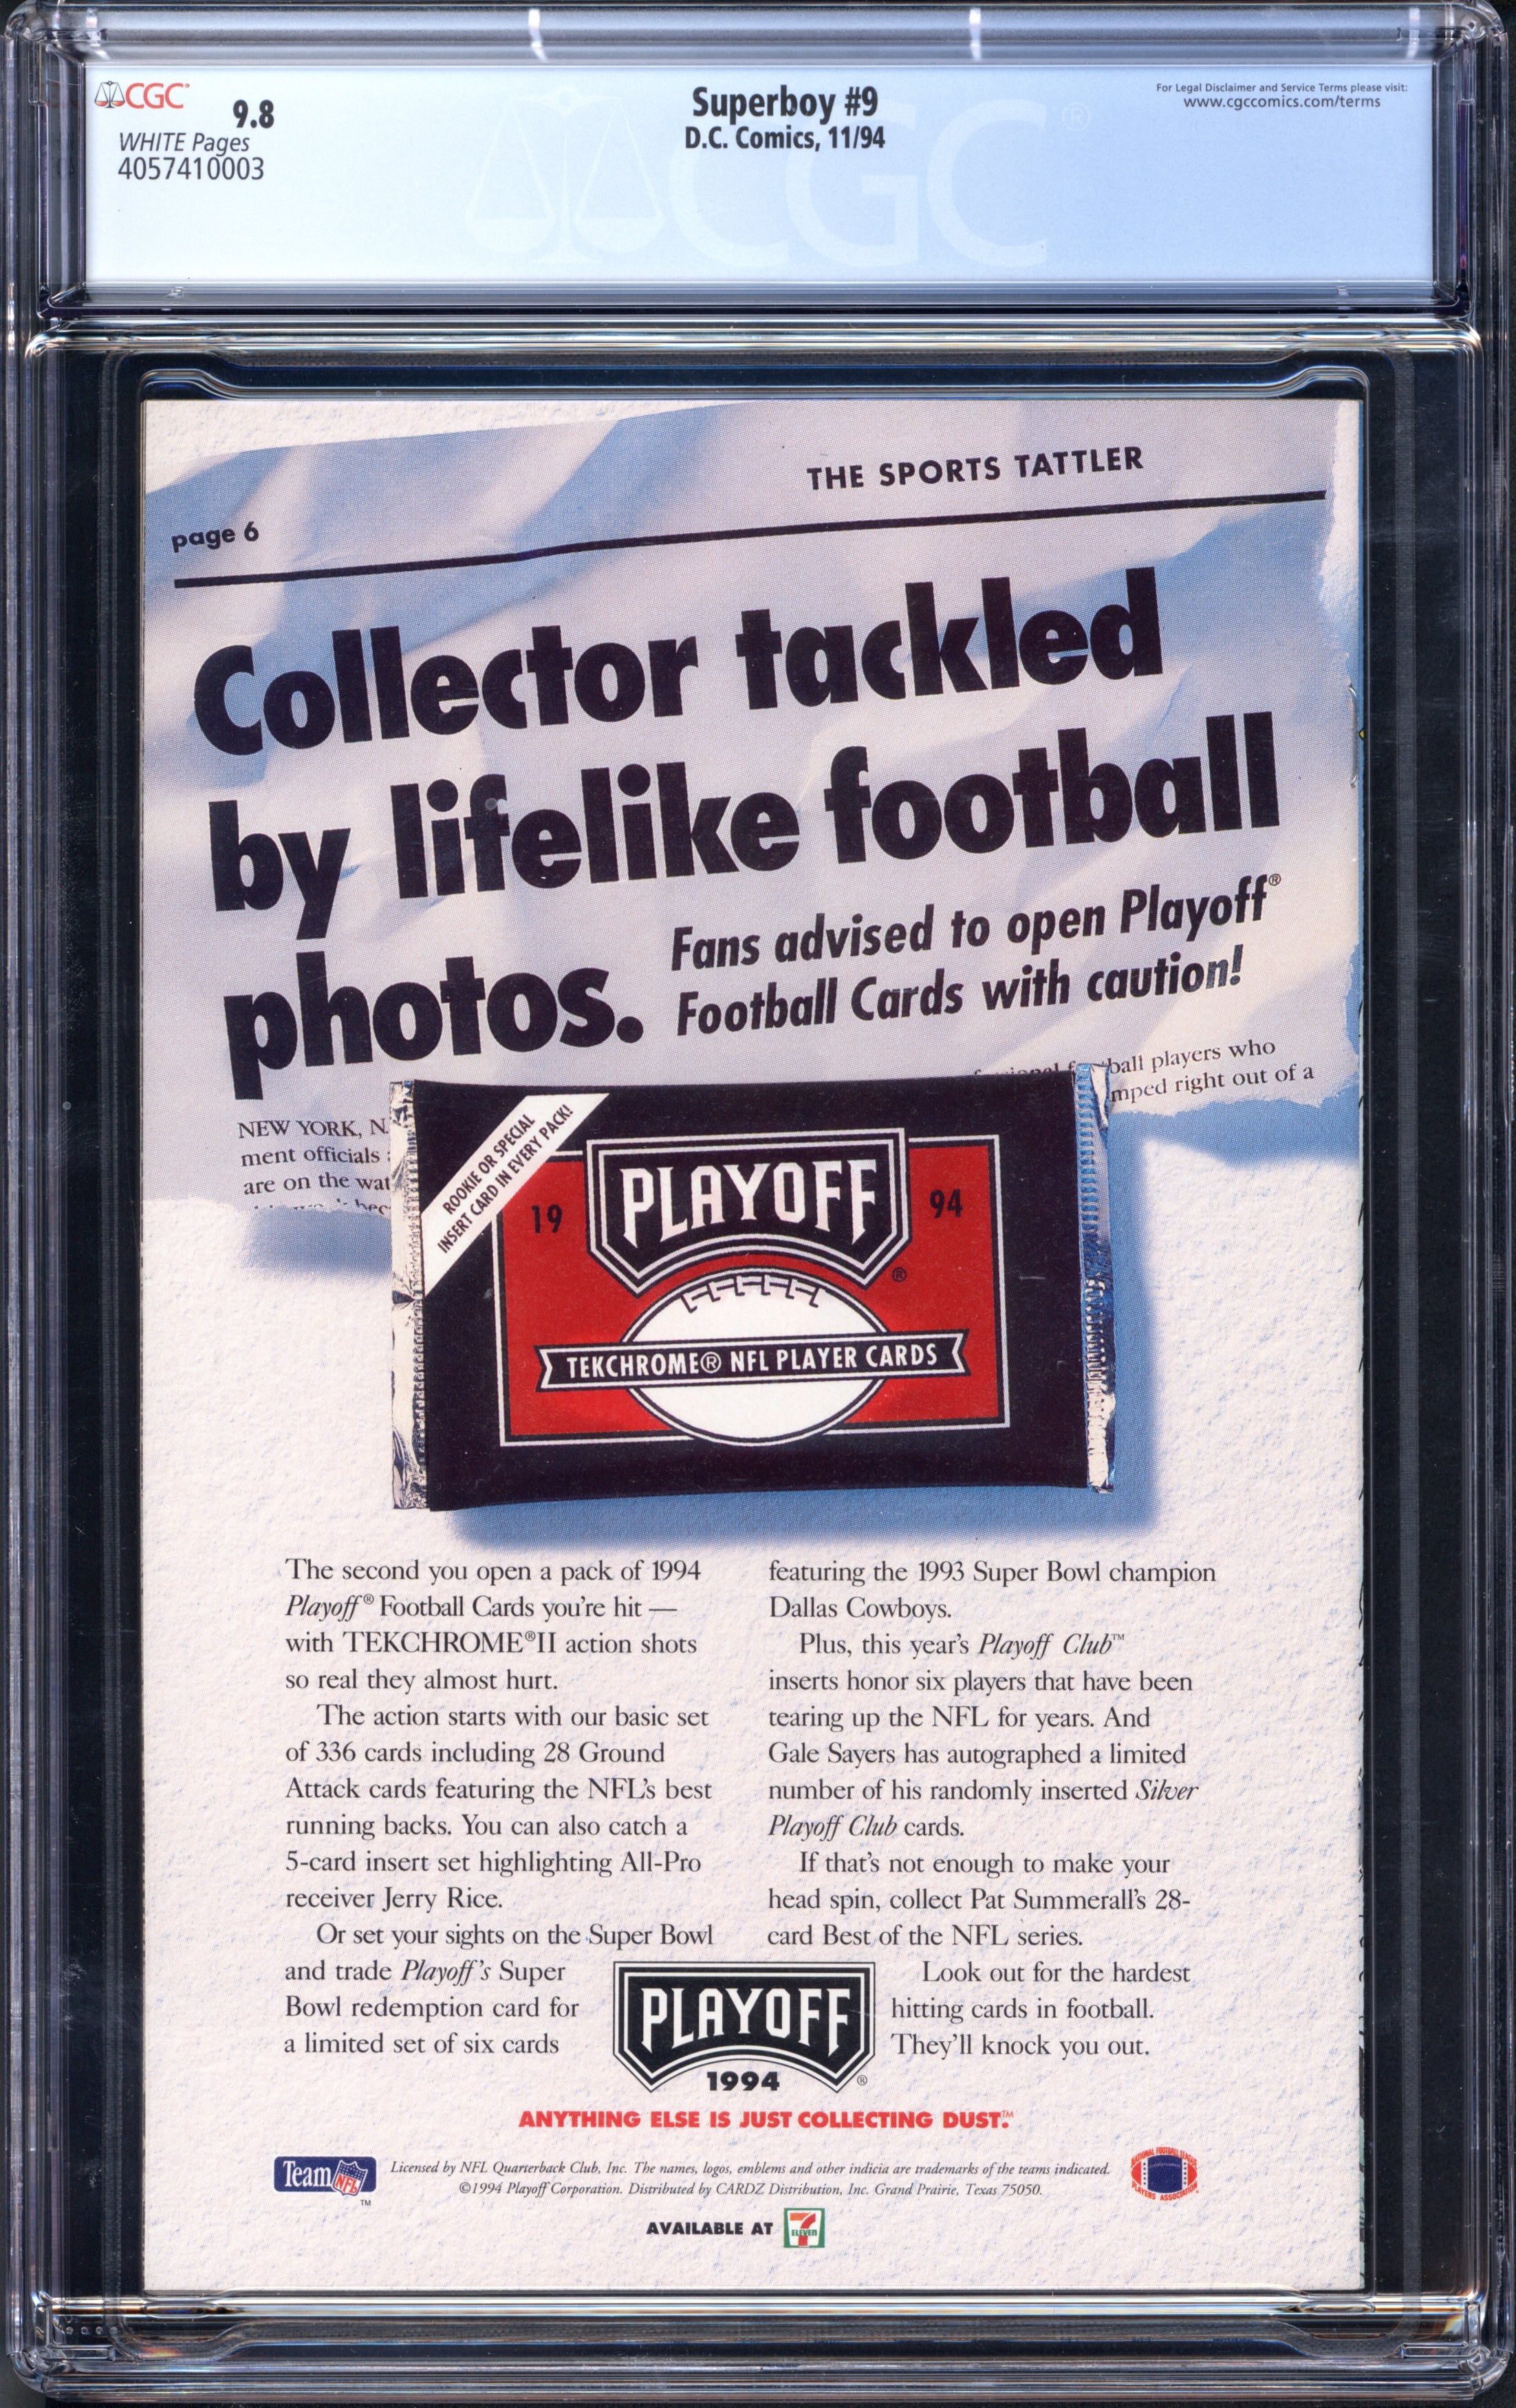 CGC
9.8
WHITE Pages
4057410003
Superboy #9
D.C. Comics, 11/94
For Legal Disclaimer and Service Terms please visit:
www.cgccomics.com/terms
CGC®
THE SPORTS TATTLER
page 6
Collector tackled
by lifelike football
photos.
Fans advised to open Playoff®
Football Cards with caution!
ball players who
mped right out of a
NEW YORK, N.
ment officials
are on the wat
ROOKIE OR SPECIAL
INSERT CARD IN EVERY PACK!
19 PLAYOFF® 94
TEKCHROME® NFL PLAYER CARDS
The second you open a pack of 1994
Playoff® Football Cards you're hit —
with TEKCHROME®II action shots
so real they almost hurt.
The action starts with our basic set
of 336 cards including 28 Ground
Attack cards featuring the NFL's best
running backs. You can also catch a
5-card insert set highlighting All-Pro
receiver Jerry Rice.
Or set your sights on the Super Bowl
and trade Playoff's Super
Bowl redemption card for
a limited set of six cards
featuring the 1993 Super Bowl champion
Dallas Cowboys.
Plus, this year's Playoff Club™
inserts honor six players that have been
tearing up the NFL for years. And
Gale Sayers has autographed a limited
number of his randomly inserted Silver
Playoff Club cards.
If that's not enough to make your
head spin, collect Pat Summerall's 28-
card Best of the NFL series.
Look out for the hardest
hitting cards in football.
They'll knock you out.
PLAYOFF
1994 ®
ANYTHING ELSE IS JUST COLLECTING DUST.™
Team NFL ™
Licensed by NFL Quarterback Club, Inc. The names, logos, emblems and other indicia are trademarks of the teams indicated.
©1994 Playoff Corporation. Distributed by CARDZ Distribution, Inc. Grand Prairie, Texas 75050.
AVAILABLE AT 7 ELEVEN